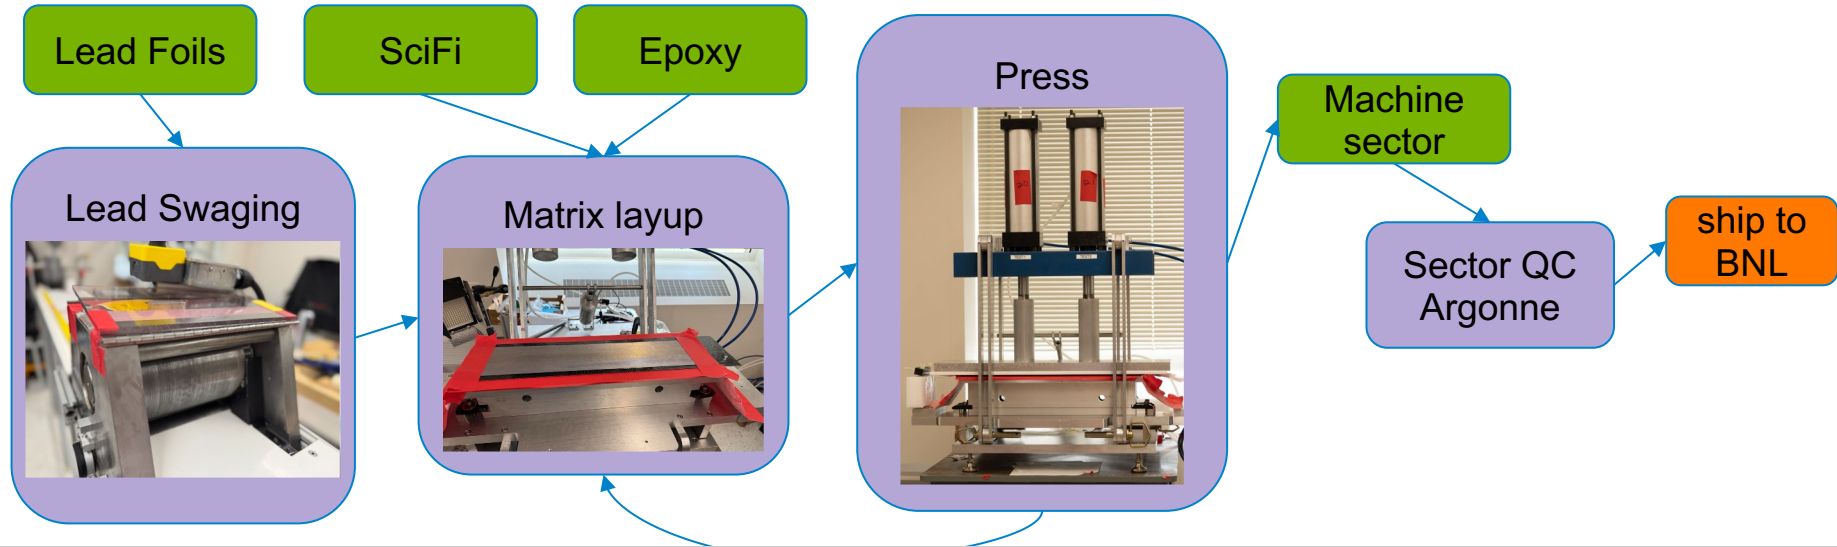 Lead Foils
SciFi
Epoxy
Press
Machine
sector
Lead Swaging
Matrix layup
ship to
BNL
Sector QC
Argonne